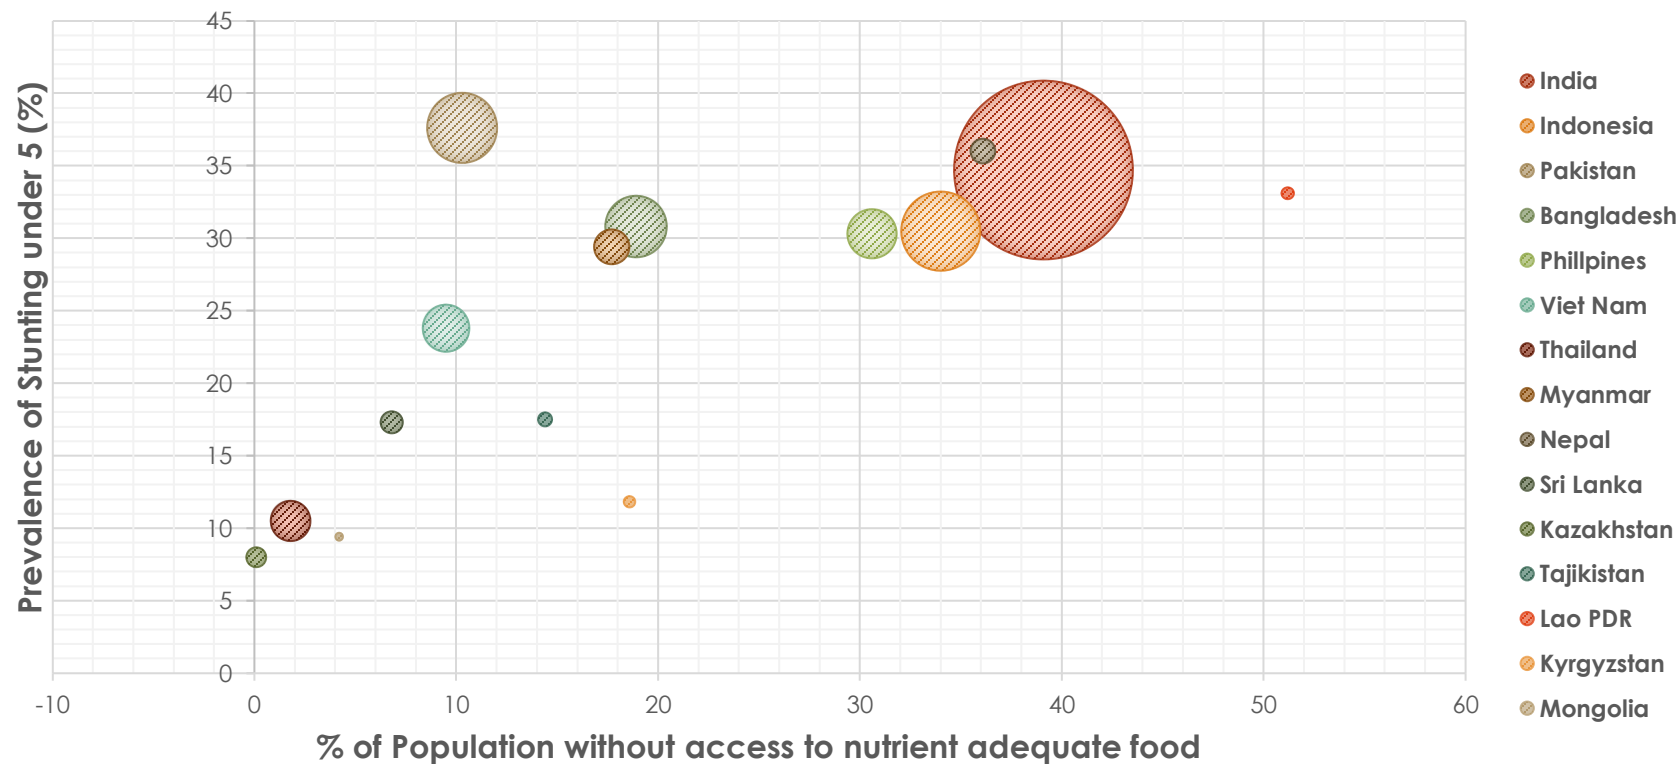 Prevalence of Stunting under 5 (%)
45
40
35
30
25
20
15
10
5
0
-10 0 10 20 30 40 50 60
% of Population without access to nutrient adequate food
India
Indonesia
Pakistan
Bangladesh
Phillpines
Viet Nam
Thailand
Myanmar
Nepal
Sri Lanka
Kazakhstan
Tajikistan
Lao PDR
Kyrgyzstan
Mongolia